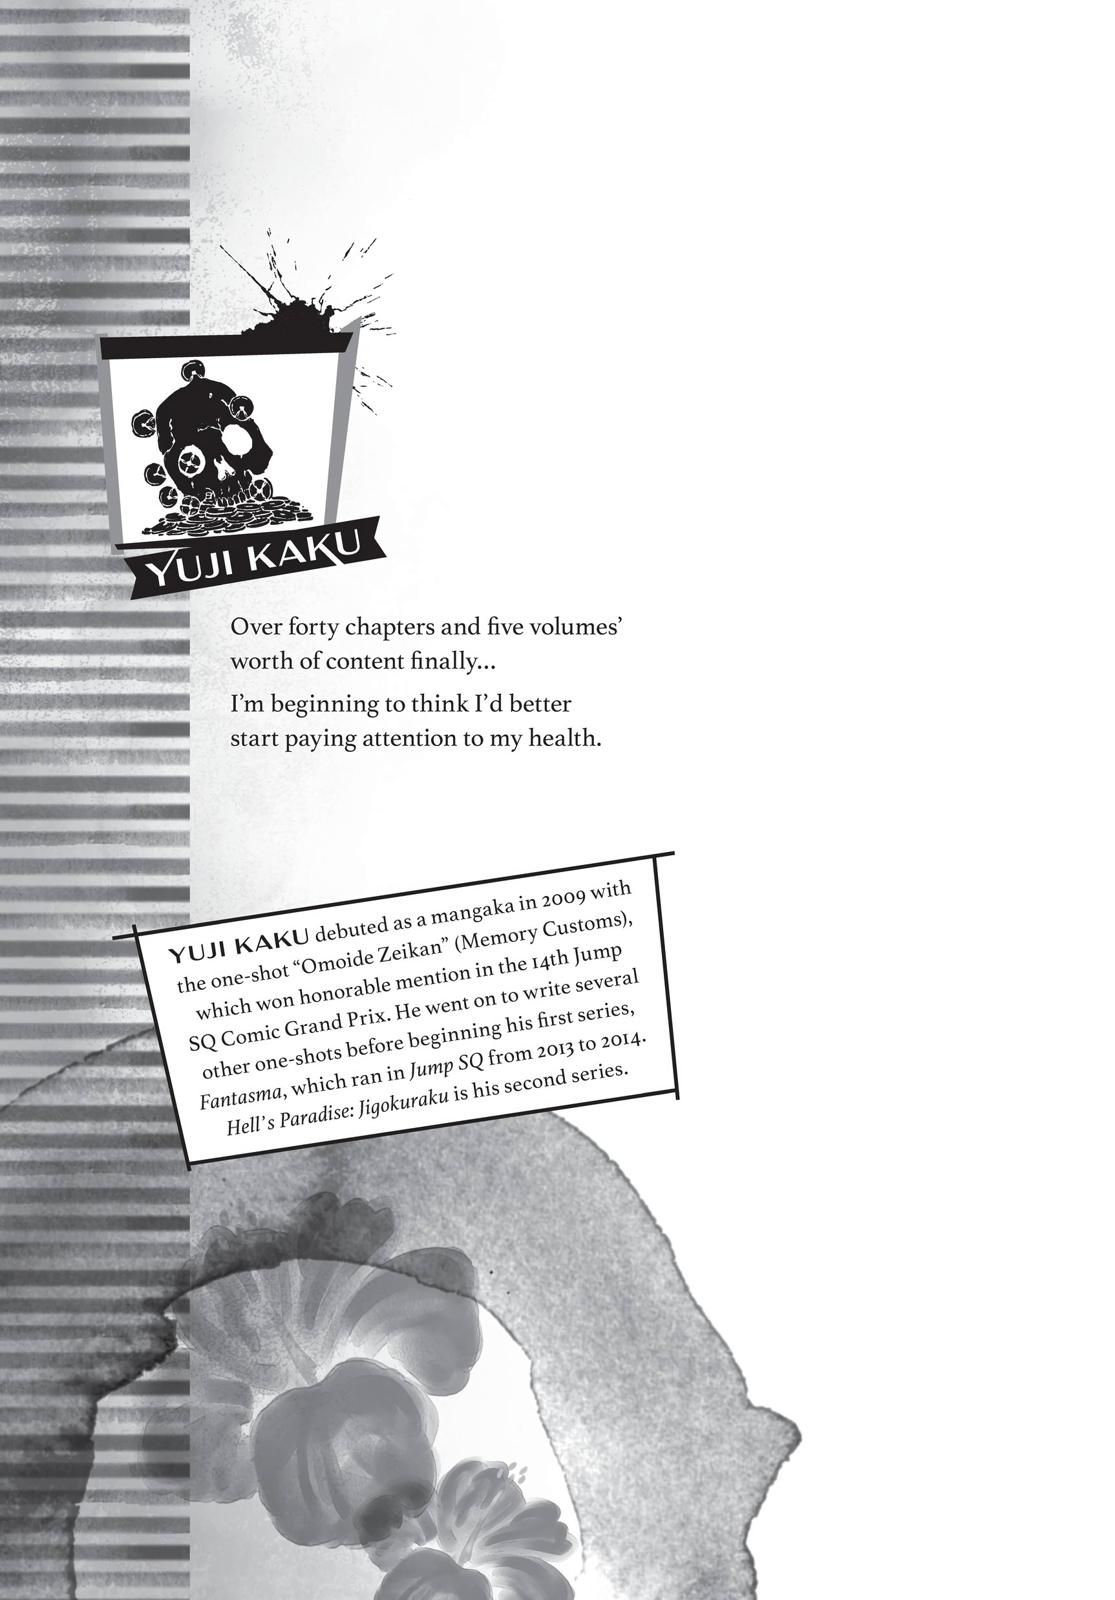 YUJI KAKU
Over forty chapters and five volumes’
worth of content finally...
I’m beginning to think I’d better
start paying attention to my health.
YUJI KAKU debuted as a mangaka in 2009 with
the one-shot “Omoide Zeikan” (Memory Customs),
which won honorable mention in the 14th Jump
SQ Comic Grand Prix. He went on to write several
other one-shots before beginning his first series,
Fantasma, which ran in Jump SQ from 2013 to 2014.
Hell’s Paradise: Jigokuraku is his second series.